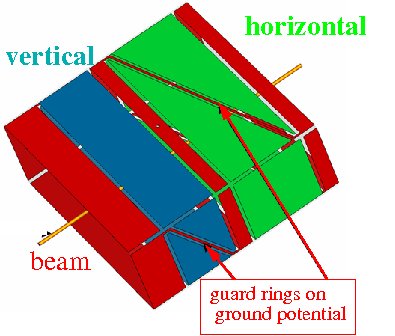 horizontal
vertical
beam
guard rings on
ground potential